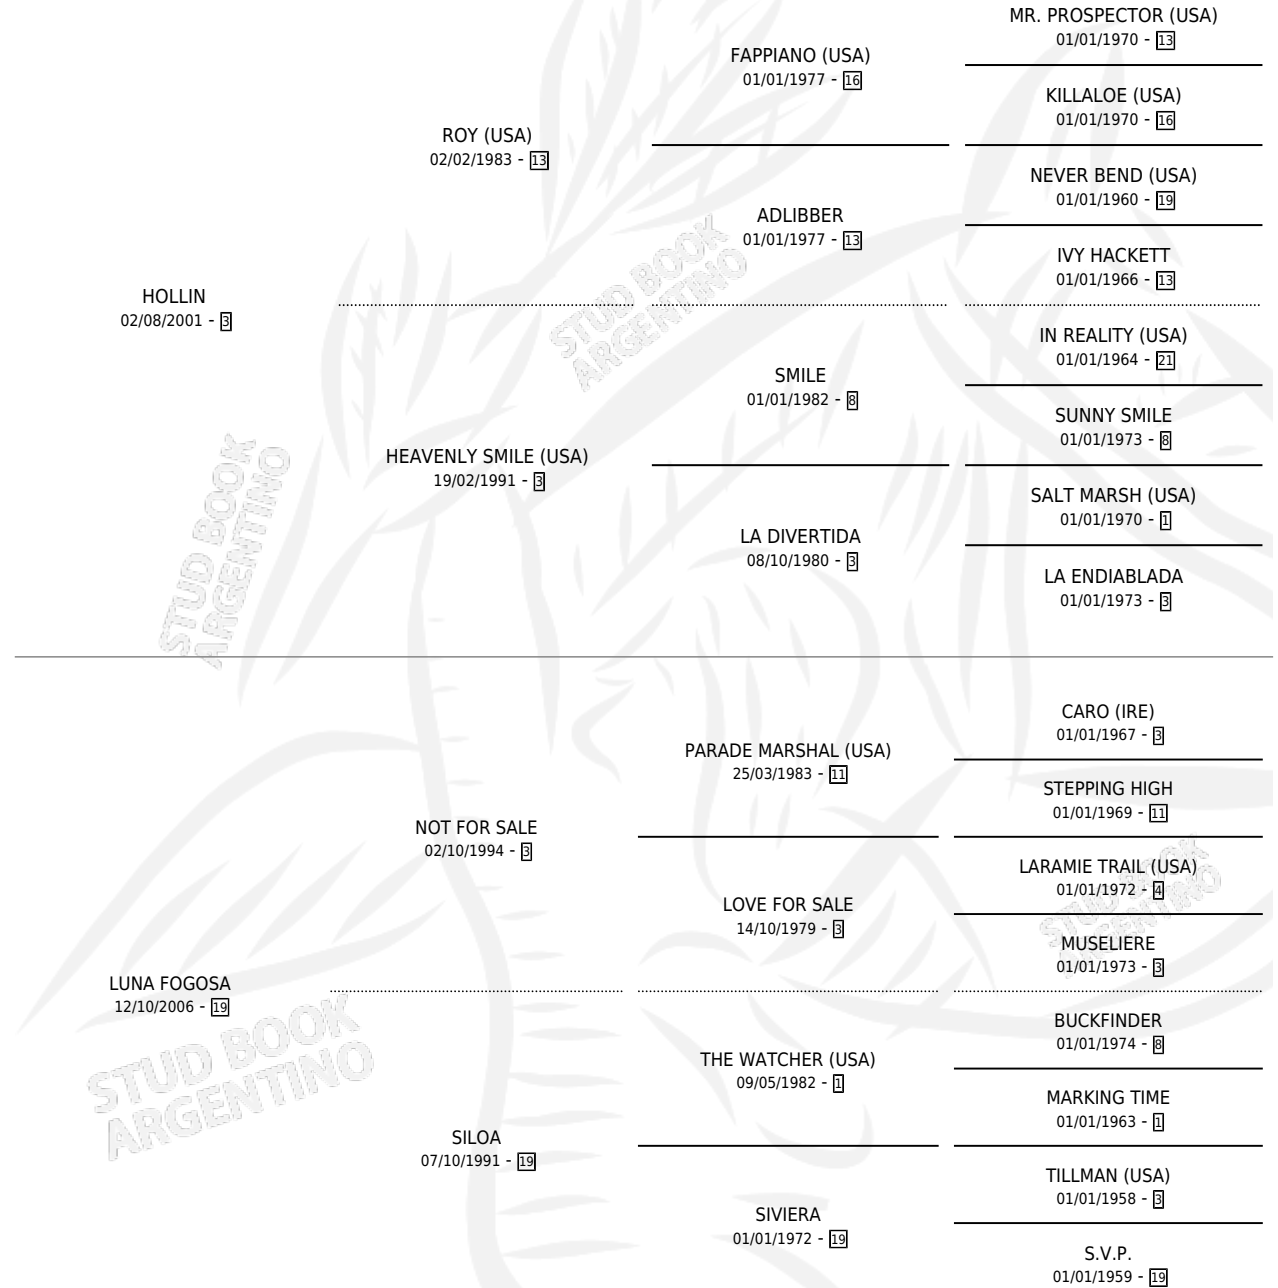 MR. PROSPECTOR (USA)
01/01/1970 - 13
FAPPIANO (USA)
01/01/1977 - 16
KILLALOE (USA)
01/01/1970 - 16
ROY (USA)
02/02/1983 - 13
NEVER BEND (USA)
01/01/1960 - 19
ADLIBBER
01/01/1977 - 13
IVY HACKETT
01/01/1966 - 13
HOLLIN
02/08/2001 - 3
IN REALITY (USA)
01/01/1964 - 21
SMILE
01/01/1982 - 8
SUNNY SMILE
01/01/1973 - 8
HEAVENLY SMILE (USA)
19/02/1991 - 3
SALT MARSH (USA)
01/01/1970 - 1
LA DIVERTIDA
08/10/1980 - 3
LA ENDIABLADA
01/01/1973 - 3
CARO (IRE)
01/01/1967 - 3
PARADE MARSHAL (USA)
25/03/1983 - 11
STEPPING HIGH
01/01/1969 - 11
NOT FOR SALE
02/10/1994 - 3
LARAMIE TRAIL (USA)
01/01/1972 - 4
LOVE FOR SALE
14/10/1979 - 3
MUSELIERE
01/01/1973 - 3
LUNA FOGOSA
12/10/2006 - 19
BUCKFINDER
01/01/1974 - 8
THE WATCHER (USA)
09/05/1982 - 1
MARKING TIME
01/01/1963 - 1
SILOA
07/10/1991 - 19
TILLMAN (USA)
01/01/1958 - 3
SIVIERA
01/01/1972 - 19
S.V.P.
01/01/1959 - 19
STUD BOOK
ARGENTINO
STUD BOOK
ARGENTINO
STUD BOOK
ARGENTINO
STUD BOOK
ARGENTINO